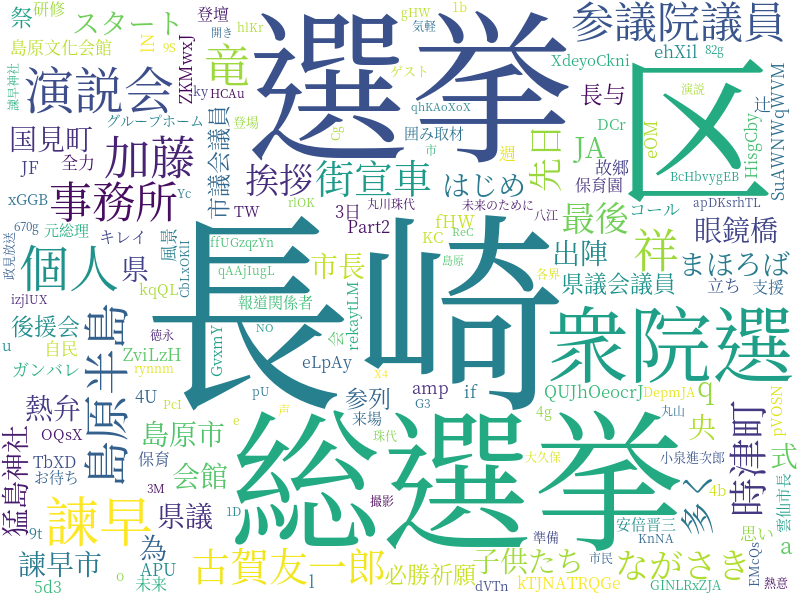 選挙
区
長崎
総選挙
衆院選
参議院議員
演説会
事務所
加藤
竜
個人
島原半島
諫早
古賀友一郎
時津町
ながさき
まほろば
街宣車
挨拶
はじめ
先日
最後
祥
出陣
眼鏡橋
県議会議員
市長
県
国見町
スタート
祭
研修
登壇
島原文化会館
IN
9S
諫早神社
ZKMwxJ
ky
hlKr
HCAu
グループホーム
登場
市議会議員
JF
全力
xGGB
Yc
670g
元総理
キレイ
政見放送
izjlUX
kqQL
風景
CbLxOKlI
後援会
u
自民
ガンバレ
ZviLzH
rynnm
徳永
GvxmY
4U
熱弁
OQsX
TbXD
お待ち
保育
PcI
島原市
会館
3M
猛島神社
9t
県議
諫早市
5d3
為
APU
未来
o
1D
e
声
l
撮影
必勝祈願
子供たち
dVTn
kTJNATRQGe
準備
市民
GINLRxZJA
思い
EMcQs
熱意
a
式
雲仙市長
pVOSN
多く
4b
安倍晋三
KnNA
小泉進次郎
大久保
丸山
DepmJA
央
q
QUJhOeocrJ
4g
珠代
G3
X4
if
amp
参列
来場
eLpAy
pU
NO
会
rekaytLM
報道関係者
qAAjIugL
ffUGzqzYn
TW
3日
Part2
rlOK
丸川珠代
未来のために
KC
ReC
fHW
島原
各界
八江
コール
立ち
支援
apDKsrhTL
保育園
故郷
週
市
囲み取材
qhKAoXoX
Cg
ゲスト
気軽
開き
gHW
1b
82g
ehXil
XdeyoCkni
長与
DCr
JA
eOM
HisgCby
辻
SuAWNWqWVM
BcHbvygEB
演説